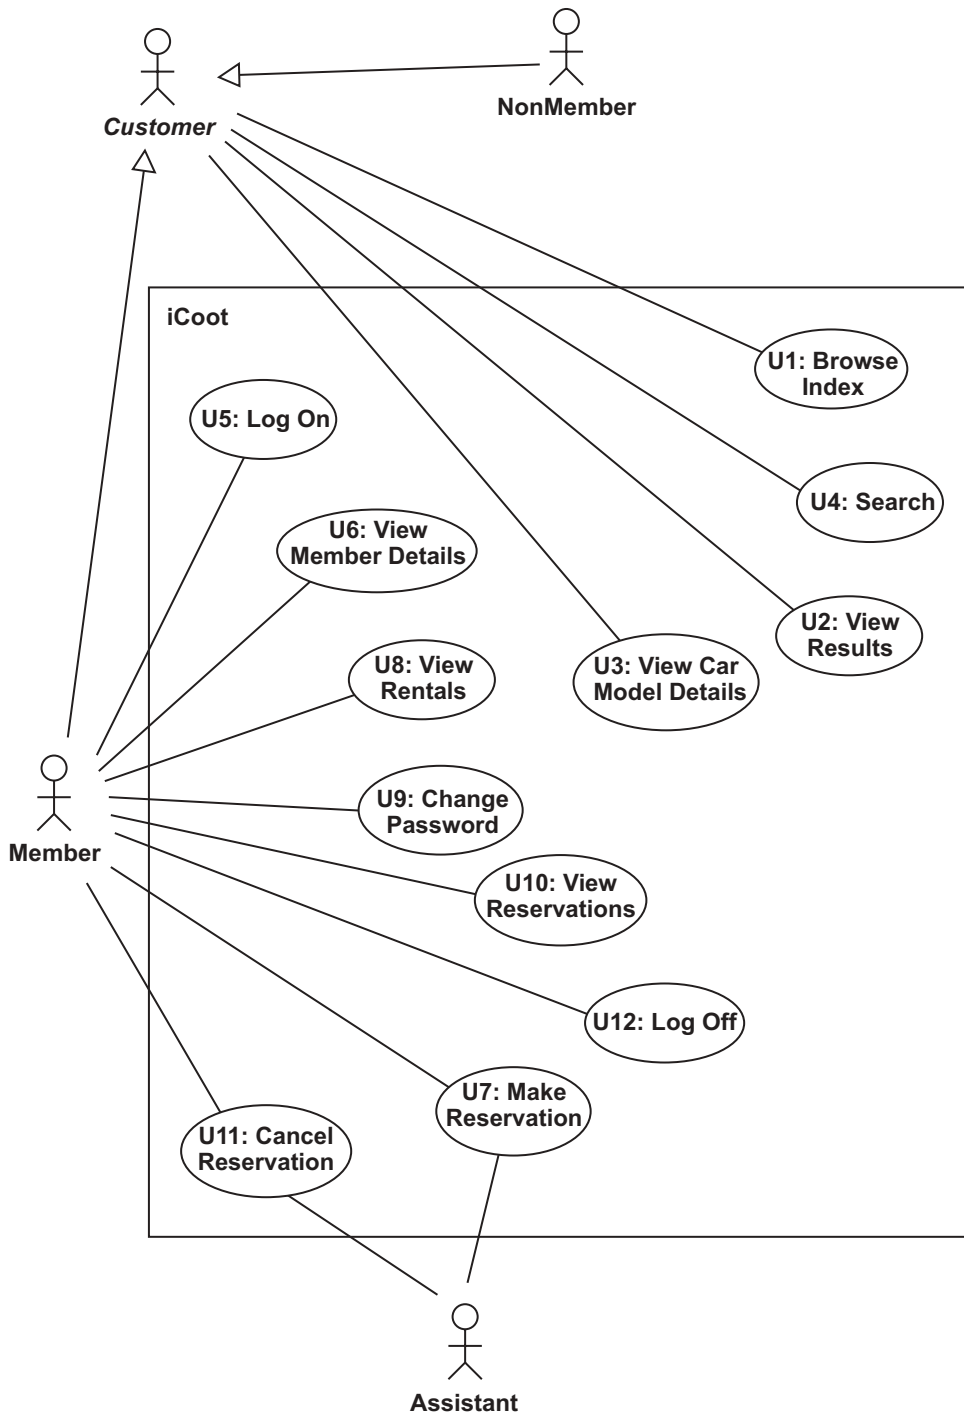 NonMember
Customer
iCoot
U1: Browse
Index
U5: Log On
U4: Search
U6: View
Member Details
U2: View
Results
U8: View
Rentals
U3: View Car
Model Details
U9: Change
Password
Member
U10: View
Reservations
U12: Log Off
U7: Make
Reservation
U11: Cancel
Reservation
Assistant